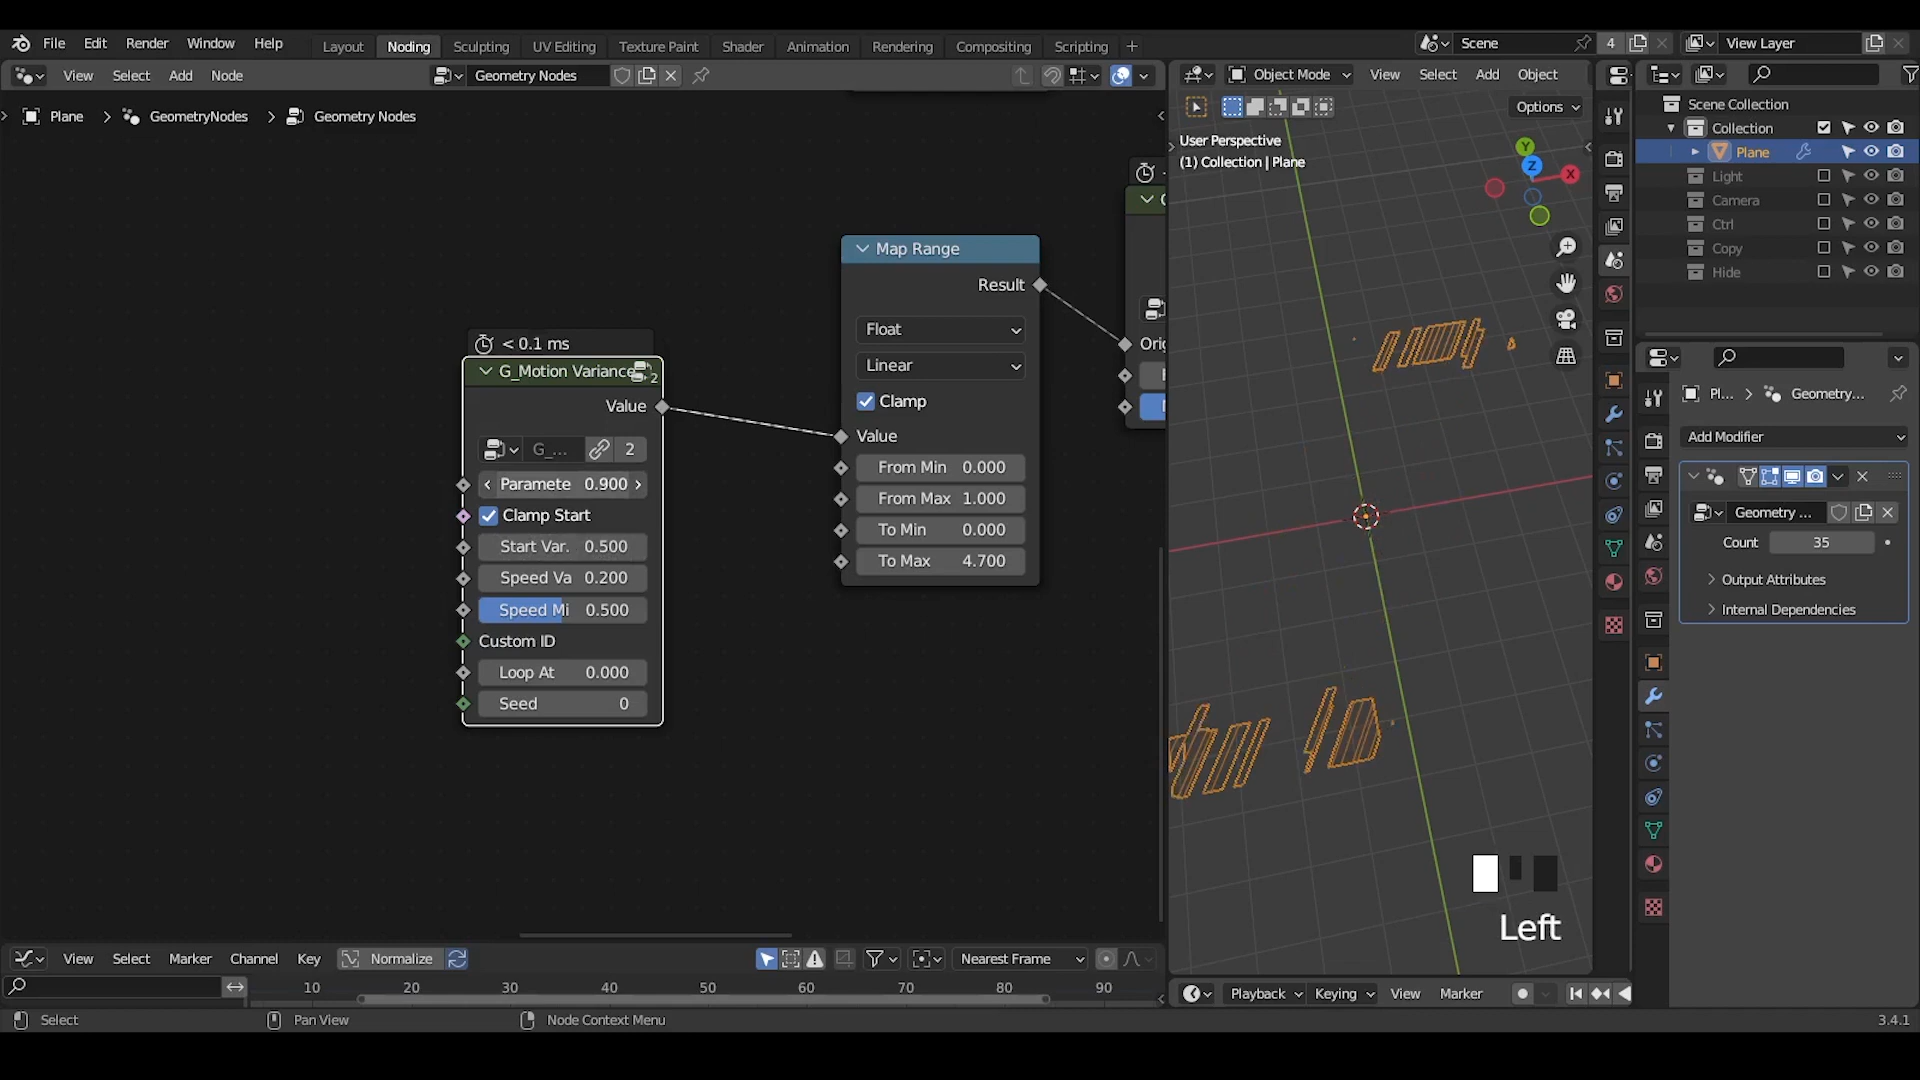 File Edit Render Window Help Layout Noding Sculpting UV Editing Texture Paint Shader Animation Rendering Compositing Scripting + Scene 4 View Layer
View Select Add Node Geometry Nodes
Object Mode View Select Add Object
Plane > GeometryNodes > Geometry Nodes
Options
User Perspective
(1) Collection | Plane
Y
Z
X
Scene Collection
Collection
Plane
Light
Camera
Ctrl
Copy
Hide
Map Range
Result
Float
Linear
Clamp
Value
From Min 0.000
From Max 1.000
To Min 0.000
To Max 4.700
< 0.1 ms
G_Motion Variance 2
Value
G_... 2
Paramete 0.900
Clamp Start
Start Var. 0.500
Speed Va 0.200
Speed Mi 0.500
Custom ID
Loop At 0.000
Seed 0
Pl... > Geometry...
Add Modifier
Geometry ...
Count 35
Output Attributes
Internal Dependencies
Left
View Select Marker Channel Key Normalize Nearest Frame
10 20 30 40 50 60 70 80 90
Playback Keying View Marker
Select Pan View Node Context Menu 3.4.1